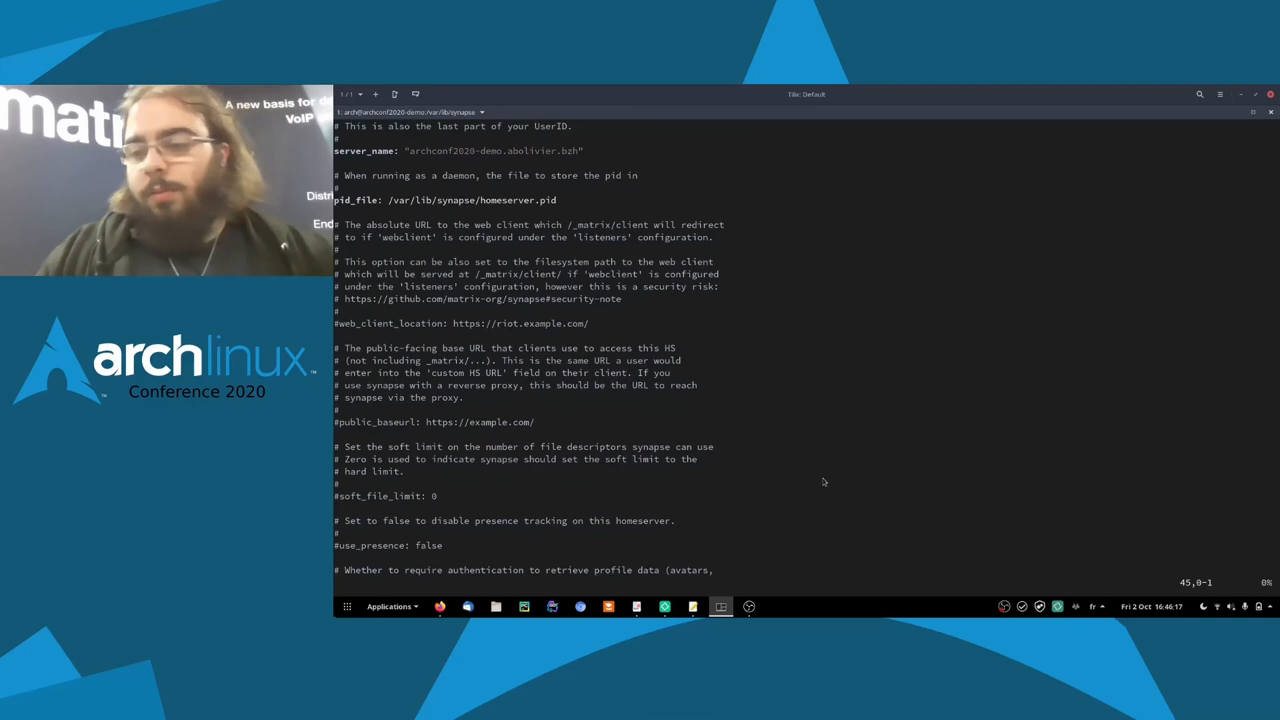 matr
A new basis for de
VoIP
Distri
End
archlinux
Conference 2020
1 / 1
Tilix: Default
1: arch@archconf2020-demo:/var/lib/synapse
# This is also the last part of your UserID.
#
server_name: "archconf2020-demo.abolivier.bzh"
# When running as a daemon, the file to store the pid in
#
pid_file: /var/lib/synapse/homeserver.pid
# The absolute URL to the web client which /_matrix/client will redirect
# to if 'webclient' is configured under the 'listeners' configuration.
#
# This option can be also set to the filesystem path to the web client
# which will be served at /_matrix/client/ if 'webclient' is configured
# under the 'listeners' configuration, however this is a security risk:
# https://github.com/matrix-org/synapse#security-note
#
#web_client_location: https://riot.example.com/
# The public-facing base URL that clients use to access this HS
# (not including _matrix/...). This is the same URL a user would
# enter into the 'custom HS URL' field on their client. If you
# use synapse with a reverse proxy, this should be the URL to reach
# synapse via the proxy.
#
#public_baseurl: https://example.com/
# Set the soft limit on the number of file descriptors synapse can use
# Zero is used to indicate synapse should set the soft limit to the
# hard limit.
#
#soft_file_limit: 0
# Set to false to disable presence tracking on this homeserver.
#
#use_presence: false
# Whether to require authentication to retrieve profile data (avatars,
45,0-1 0%
Applications fr Fri 2 Oct 16:46:17